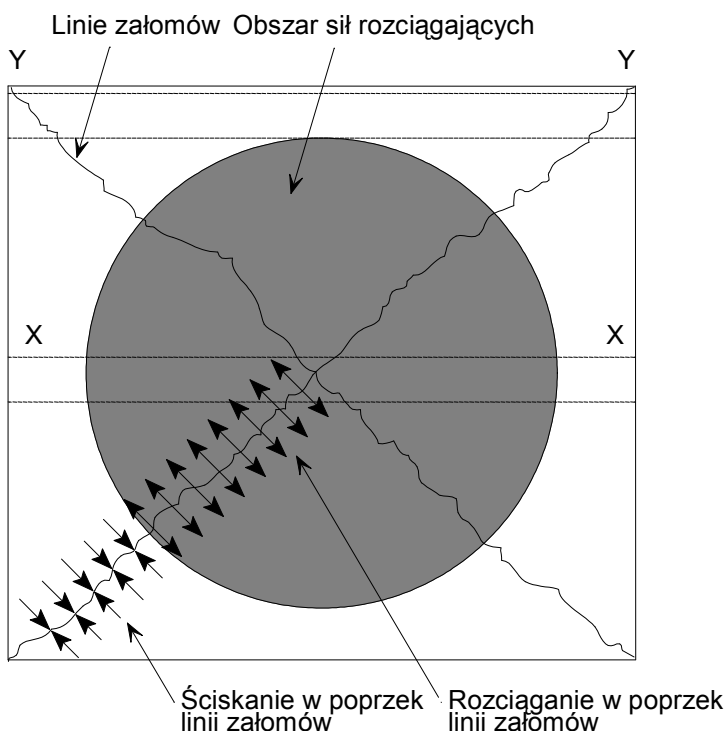 Linie załomów Obszar sił rozciągających
Y Y
X X
Ściskanie w poprzek
linii załomów
Rozciąganie w poprzek
linii załomów